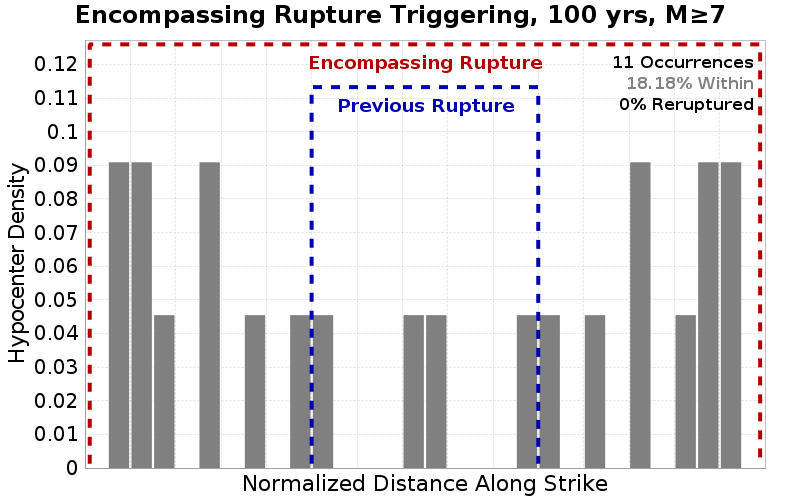 Encompassing Rupture Triggering, 100 yrs, M≥7
Encompassing Rupture
11 Occurrences
18.18% Within
Previous Rupture
0% Reruptured
0.12
0.11
0.1
0.09
0.08
0.07
0.06
0.05
0.04
0.03
0.02
0.01
0
Hypocenter Density
Normalized Distance Along Strike